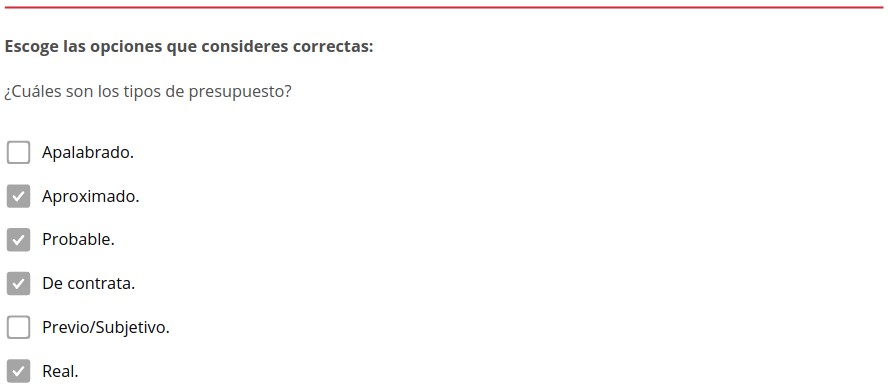 Escoge las opciones que consideres correctas:
¿Cuáles son los tipos de presupuesto?
Apalabrado.
Aproximado.
Probable.
De contrata.
Previo/Subjetivo.
Real.